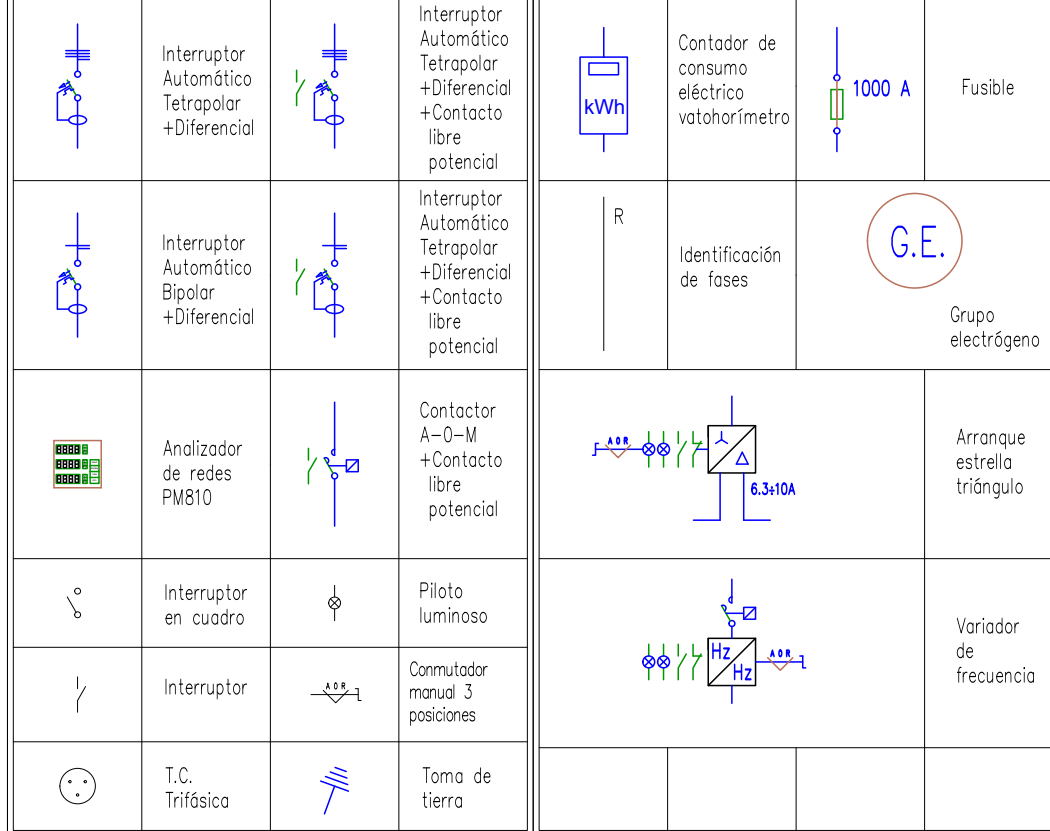 Interruptor
Automático
Tetrapolar
+Diferencial
Interruptor
Automático
Tetrapolar
+Diferencial
+Contacto
libre
potencial
kWh
Contador de
consumo
eléctrico
vatohorímetro
1000 A
Fusible
Interruptor
Automático
Bipolar
+Diferencial
Interruptor
Automático
Tetrapolar
+Diferencial
+Contacto
libre
potencial
R
Identificación
de fases
G.E.
Grupo
electrógeno
8888
8888
8888
Analizador
de redes
PM810
Contactor
A-O-M
+Contacto
libre
potencial
A O R
6.3÷10A
Arranque
estrella
triángulo
Interruptor
en cuadro
Piloto
luminoso
Hz
Hz
A O R
Variador
de
frecuencia
Interruptor
A O R
Conmutador
manual 3
posiciones
T.C.
Trifásica
Toma de
tierra